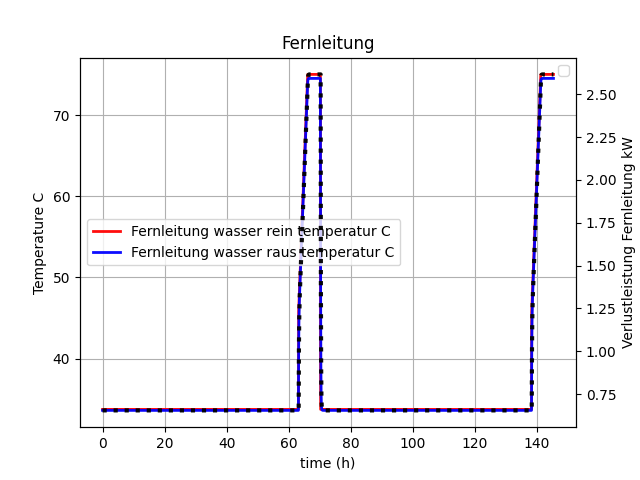 Fernleitung
Temperature C
70
60
50
40
Fernleitung wasser rein temperatur C
Fernleitung wasser raus temperatur C
2.50
2.25
2.00
1.75
1.50
1.25
1.00
0.75
Verlustleistung Fernleitung kW
0 20 40 60 80 100 120 140
time (h)